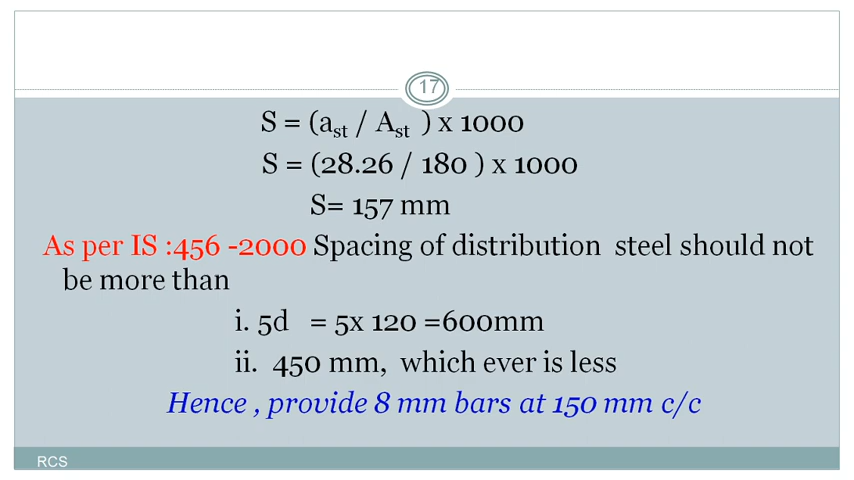 17
S = (ast / Ast ) x 1000
S = (28.26 / 180 ) x 1000
S= 157 mm
As per IS :456 -2000 Spacing of distribution steel should not
be more than
i. 5d = 5x 120 =600mm
ii. 450 mm, which ever is less
Hence , provide 8 mm bars at 150 mm c/c
RCS